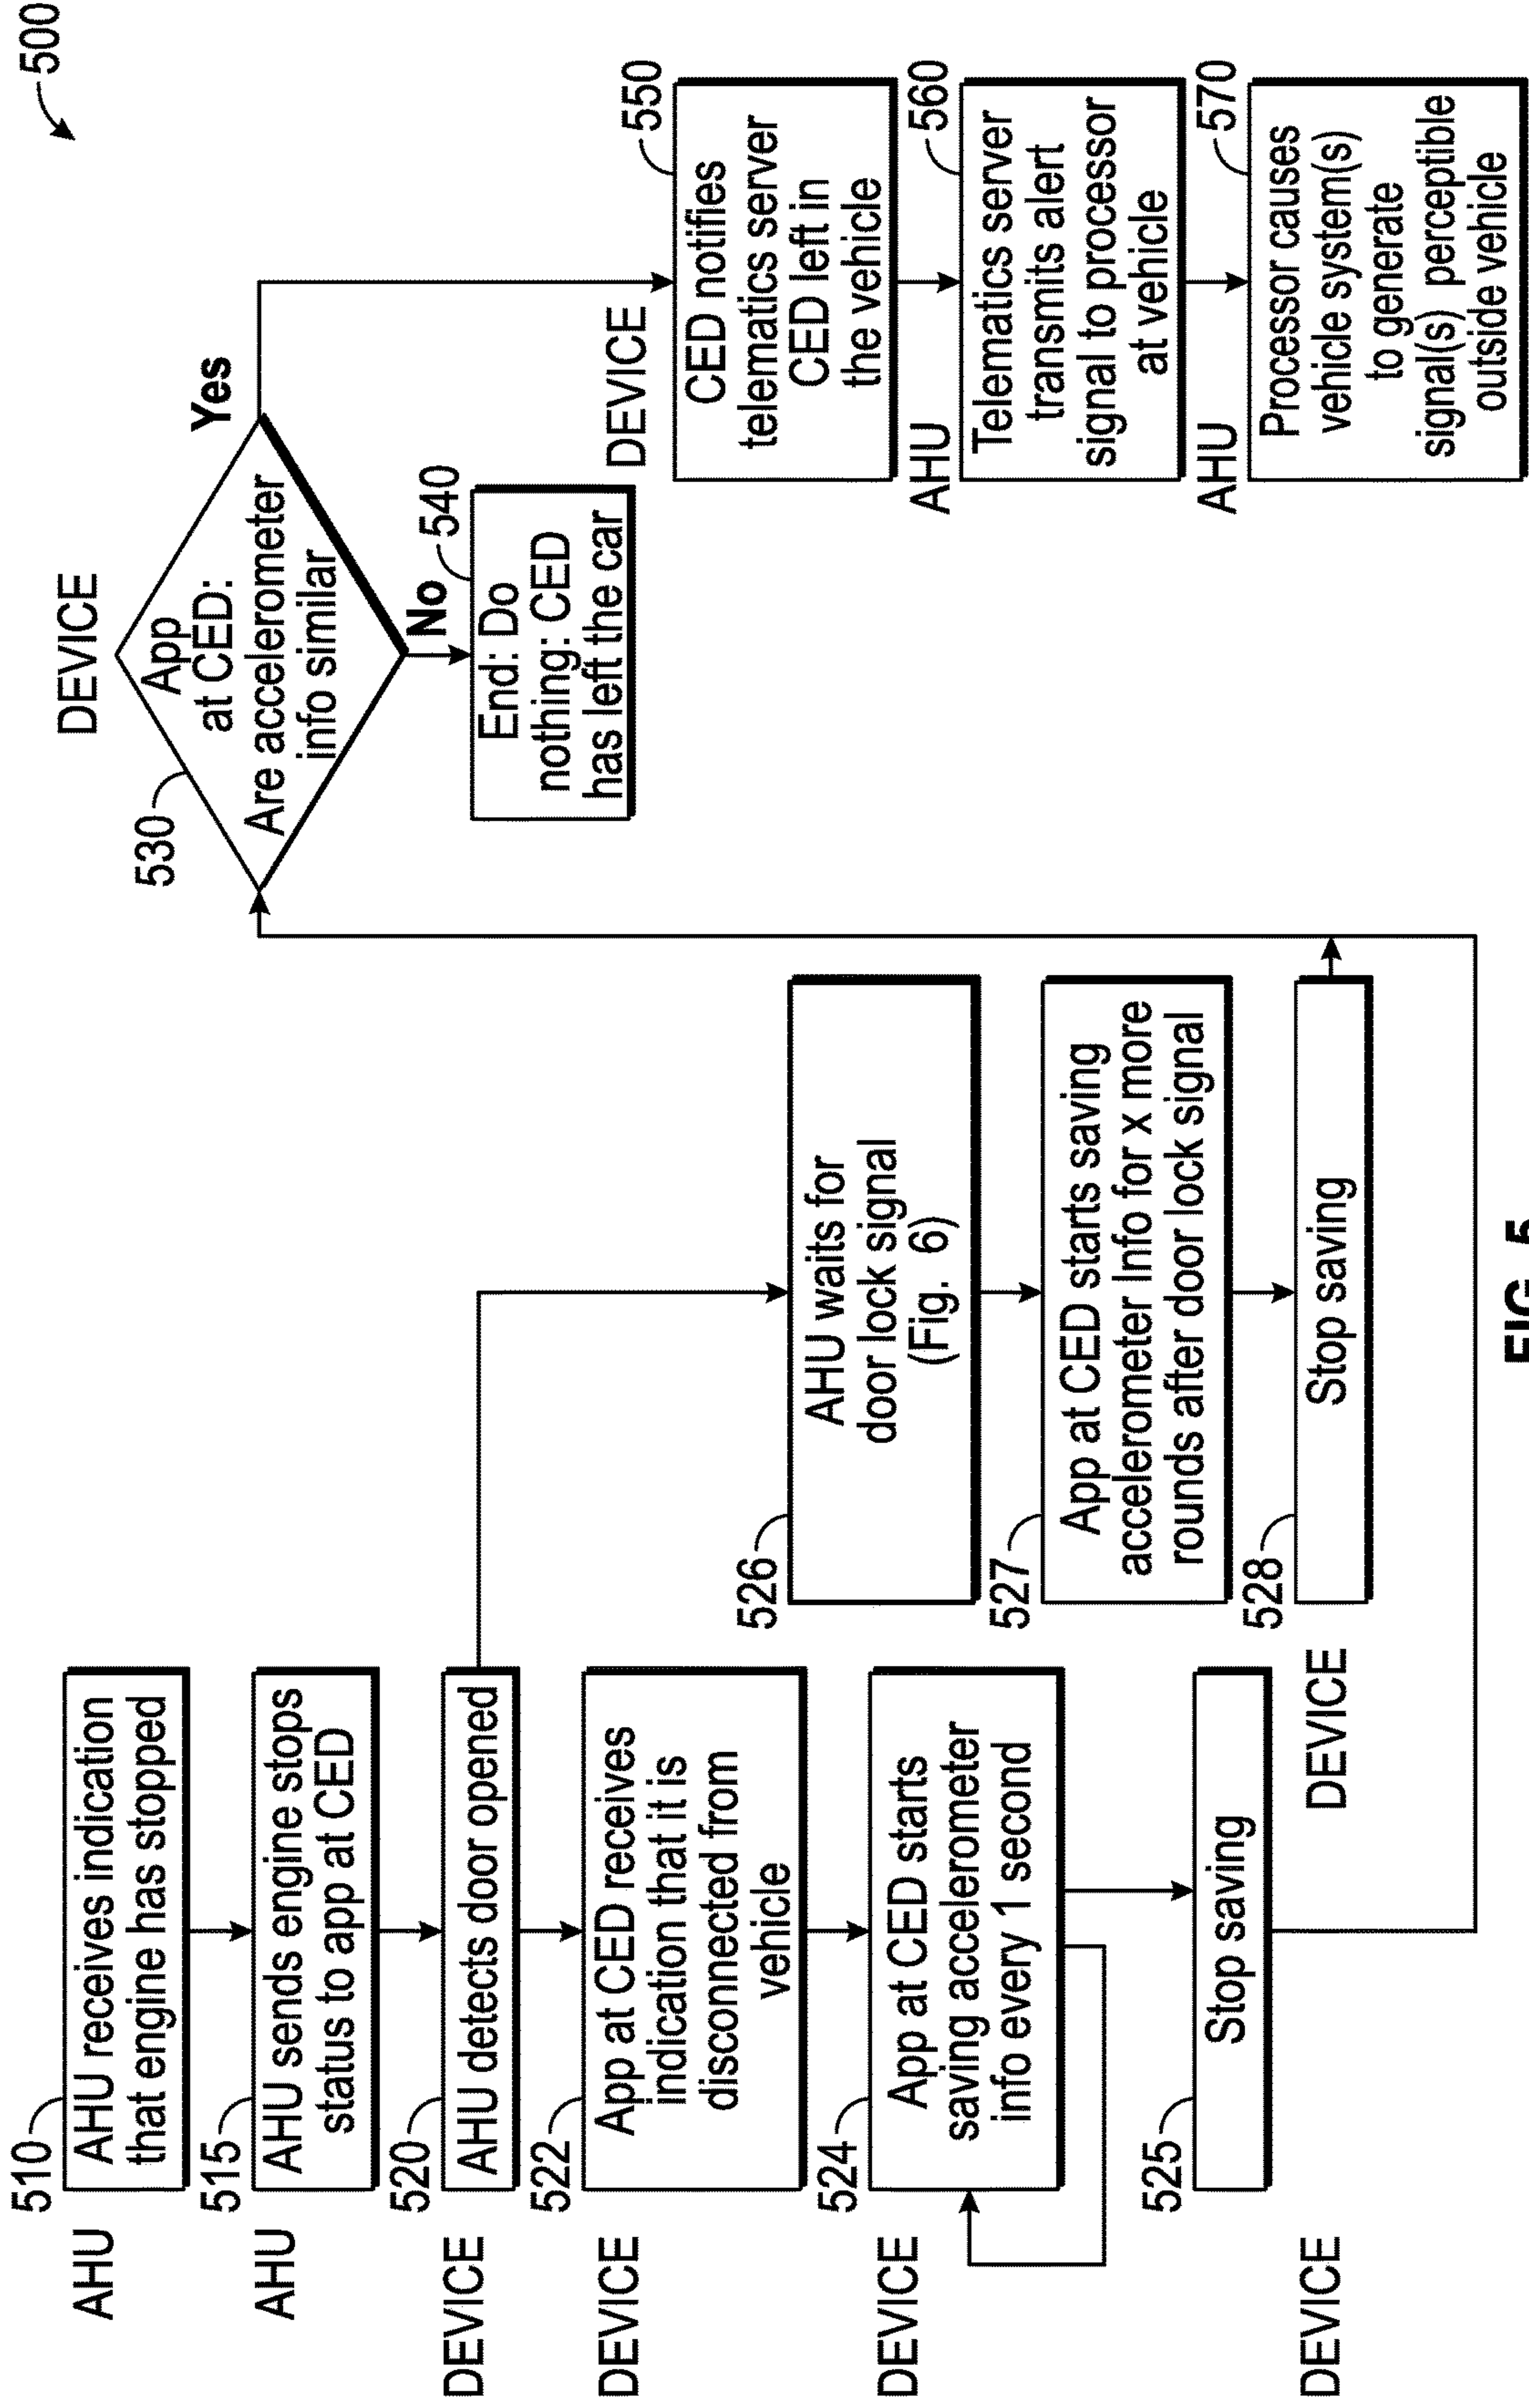 500
510
AHU
AHU receives indication
that engine has stopped
515
AHU
AHU sends engine stops
status to app at CED
520
DEVICE
AHU detects door opened
522
DEVICE
App at CED receives
indication that it is
disconnected from
vehicle
524
DEVICE
App at CED starts
saving accelerometer
info every 1 second
525
Stop saving
DEVICE
526
AHU waits for
door lock signal
(Fig. 6)
527
App at CED starts saving
accelerometer Info for x more
rounds after door lock signal
528
Stop saving
DEVICE
DEVICE
530
App
at CED:
Are accelerometer
info similar
Yes
No
540
End: Do
nothing: CED
has left the car
DEVICE
550
CED notifies
telematics server
CED left in
the vehicle
AHU
560
Telematics server
transmits alert
signal to processor
at vehicle
AHU
570
Processor causes
vehicle system(s)
to generate
signal(s) perceptible
outside vehicle
FIG. 5